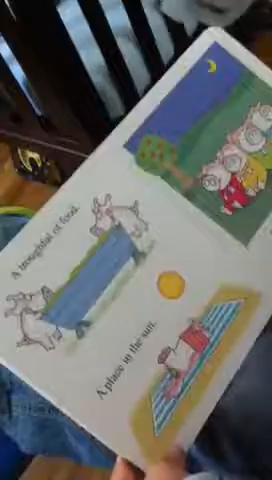 A troughful of food.
A place in the sun.